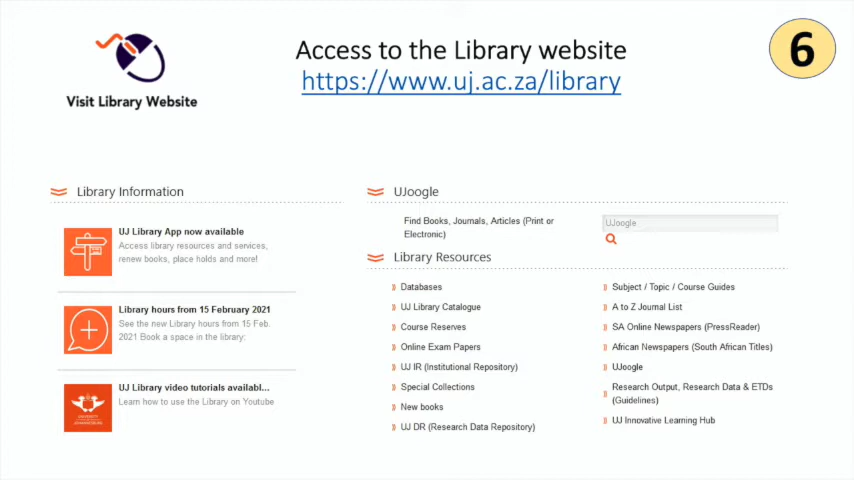 Access to the Library website
https://www.uj.ac.za/library
6
Visit Library Website
Library Information
UJ Library App now available
Access library resources and services,
renew books, place holds and more!
Library hours from 15 February 2021
See the new Library hours from 15 Feb.
2021 Book a space in the library:
UJ Library video tutorials availabl...
Learn how to use the Library on Youtube
UNIVERSITY
JOHANNESBURG
UJoogle
Find Books, Journals, Articles (Print or
Electronic)
UJoogle
Library Resources
Databases
UJ Library Catalogue
Course Reserves
Online Exam Papers
UJ IR (Institutional Repository)
Special Collections
New books
UJ DR (Research Data Repository)
Subject / Topic / Course Guides
A to Z Journal List
SA Online Newspapers (PressReader)
African Newspapers (South African Titles)
UJoogle
Research Output, Research Data & ETDs
(Guidelines)
UJ Innovative Learning Hub